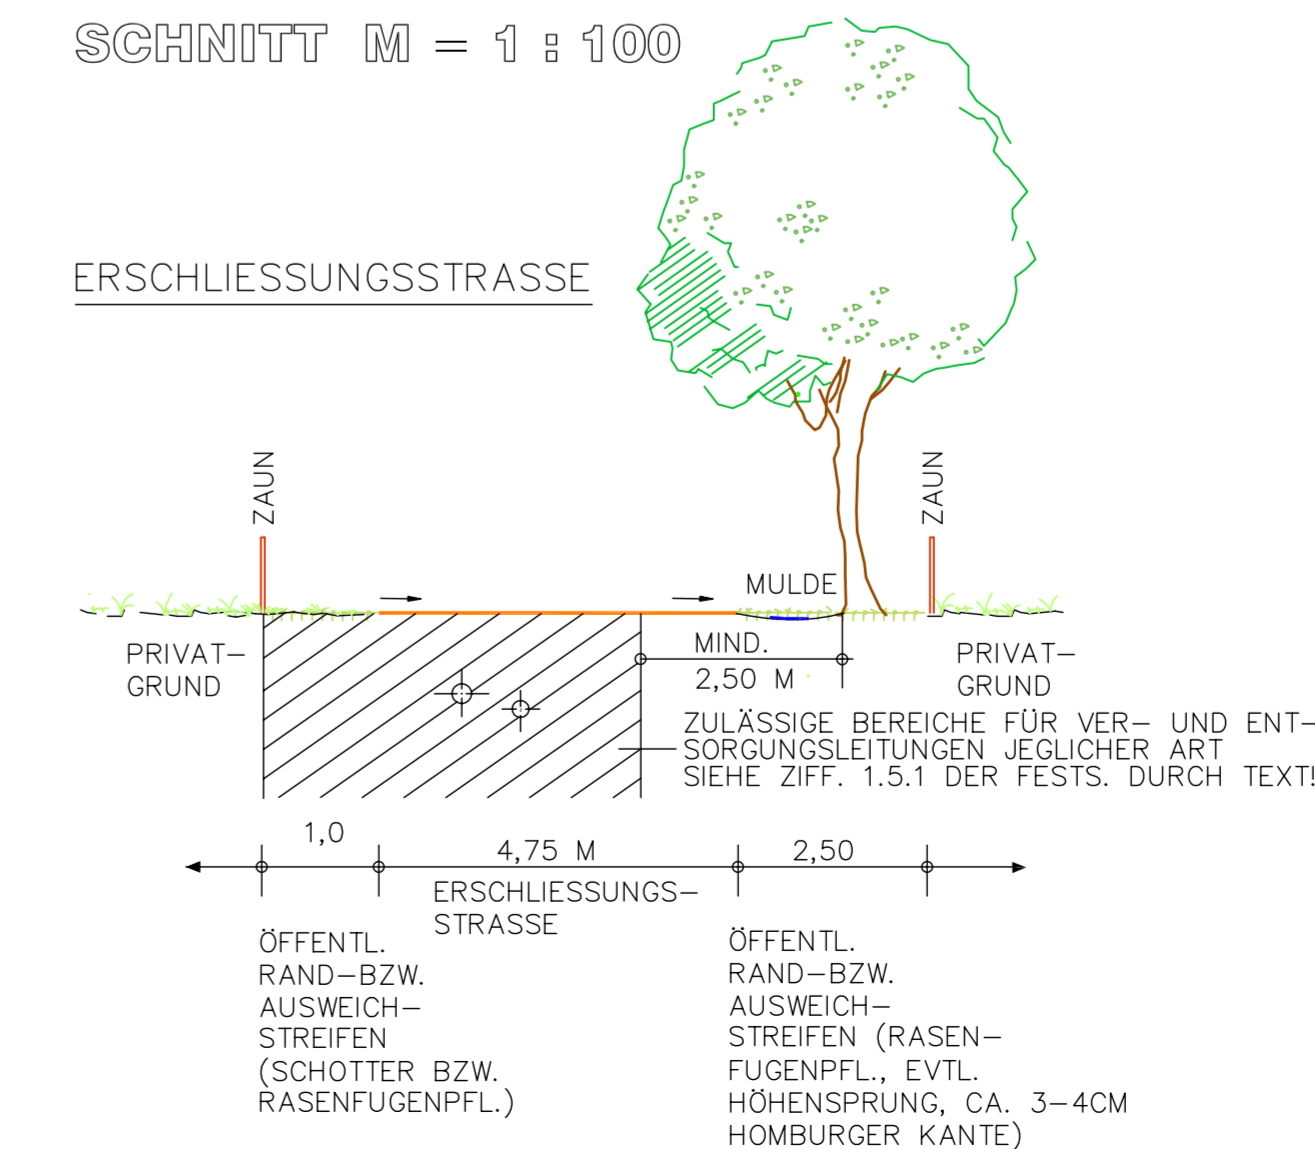 SCHNITT M = 1 : 100
ERSCHLIESSUNGSSTRASSE
ZAUN
ZAUN
MULDE
PRIVAT–
GRUND
MIND.
2,50 M
PRIVAT–
GRUND
ZULÄSSIGE BEREICHE FÜR VER– UND ENT–
SORGUNGSLEITUNGEN JEGLICHER ART
SIEHE ZIFF. 1.5.1 DER FESTS. DURCH TEXT!
1,0
4,75 M
2,50
ERSCHLIESSUNGS–
STRASSE
ÖFFENTL.
RAND–BZW.
AUSWEICH–
STREIFEN
(SCHOTTER BZW.
RASENFUGENPFL.)
ÖFFENTL.
RAND–BZW.
AUSWEICH–
STREIFEN (RASEN–
FUGENPFL., EVTL.
HÖHENSPRUNG, CA. 3–4CM
HOMBURGER KANTE)